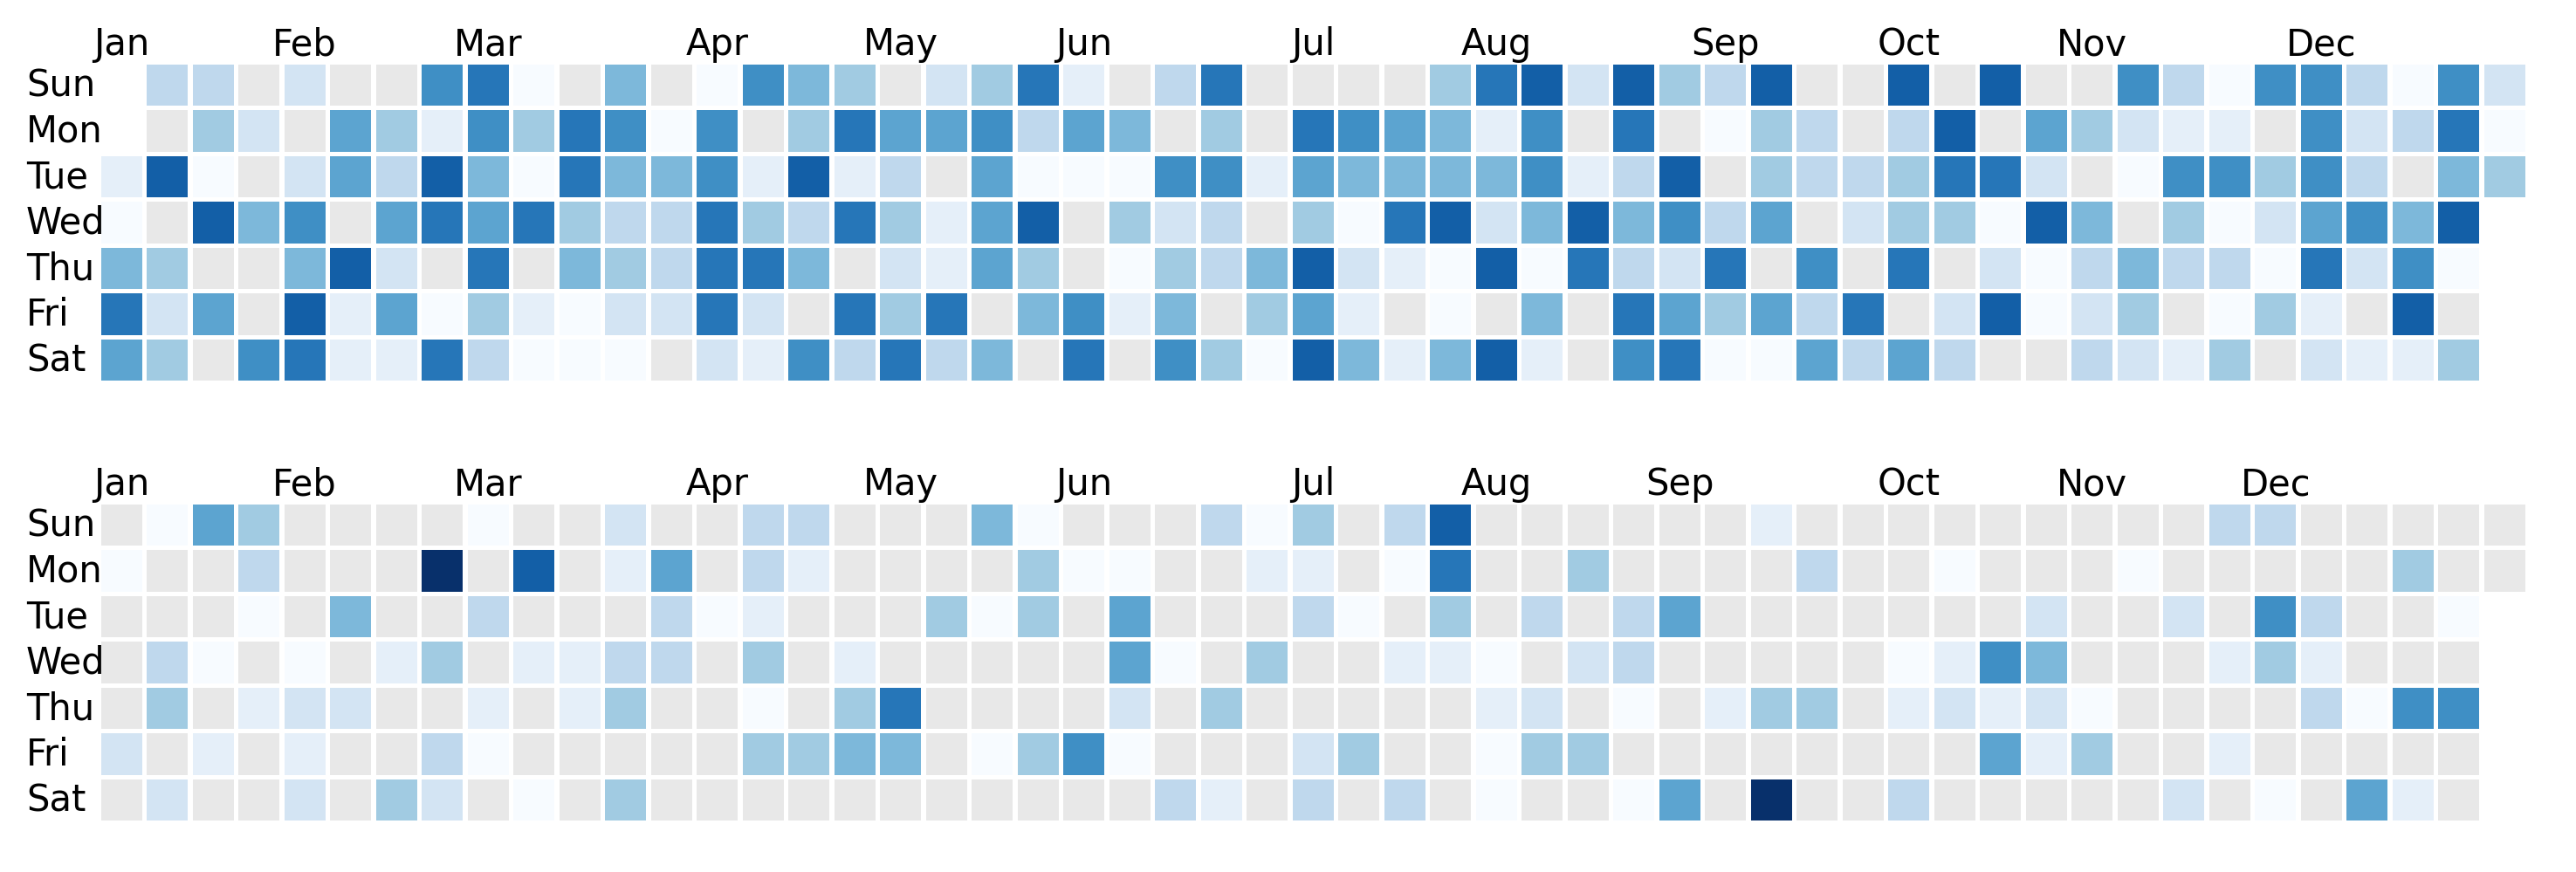 Jan Feb Mar Apr May Jun Jul Aug Sep Oct Nov Dec
Sun
Mon
Tue
Wed
Thu
Fri
Sat
Jan Feb Mar Apr May Jun Jul Aug Sep Oct Nov Dec
Sun
Mon
Tue
Wed
Thu
Fri
Sat